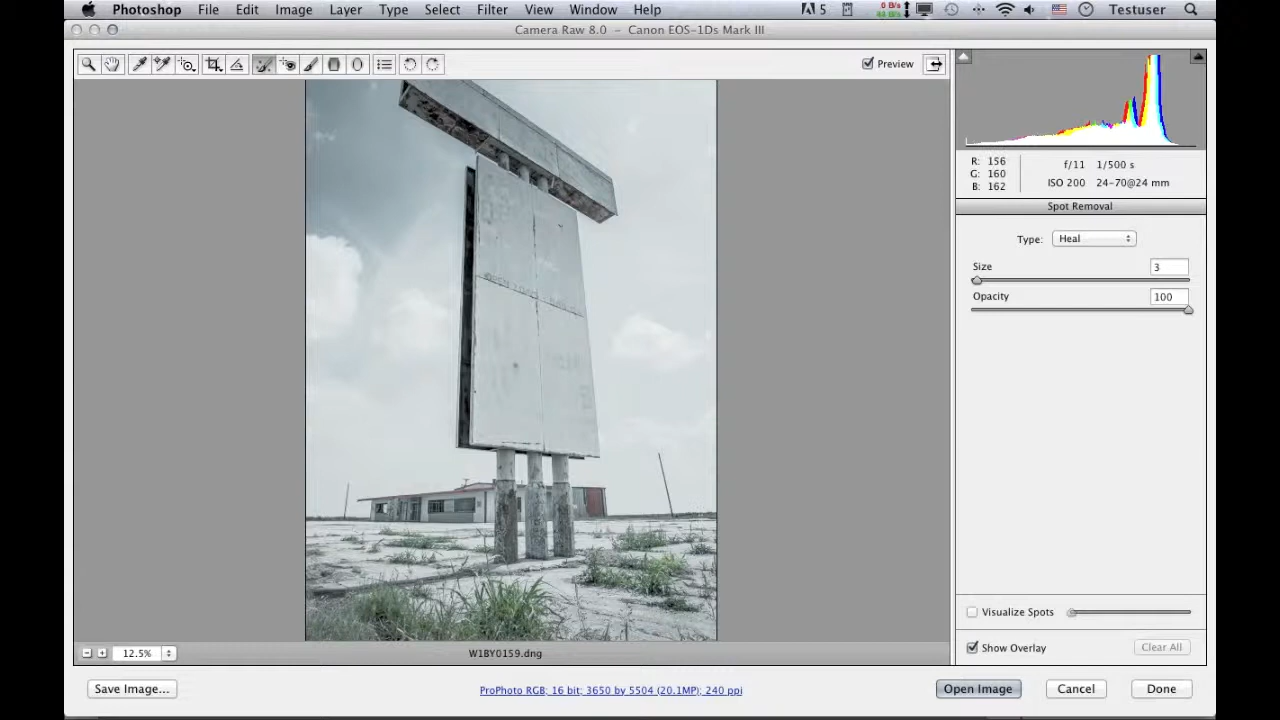 Photoshop File Edit Image Layer Type Select Filter View Window Help 5 0 B/s Testuser
Camera Raw 8.0 – Canon EOS-1Ds Mark III
Preview
R: 156 f/11 1/500 s
G: 160
B: 162 ISO 200 24-70@24 mm
Spot Removal
Type: Heal
Size 3
Opacity 100
Visualize Spots
Show Overlay Clear All
12.5% W1BY0159.dng
Save Image... ProPhoto RGB; 16 bit; 3650 by 5504 (20.1MP); 240 ppi Open Image Cancel Done